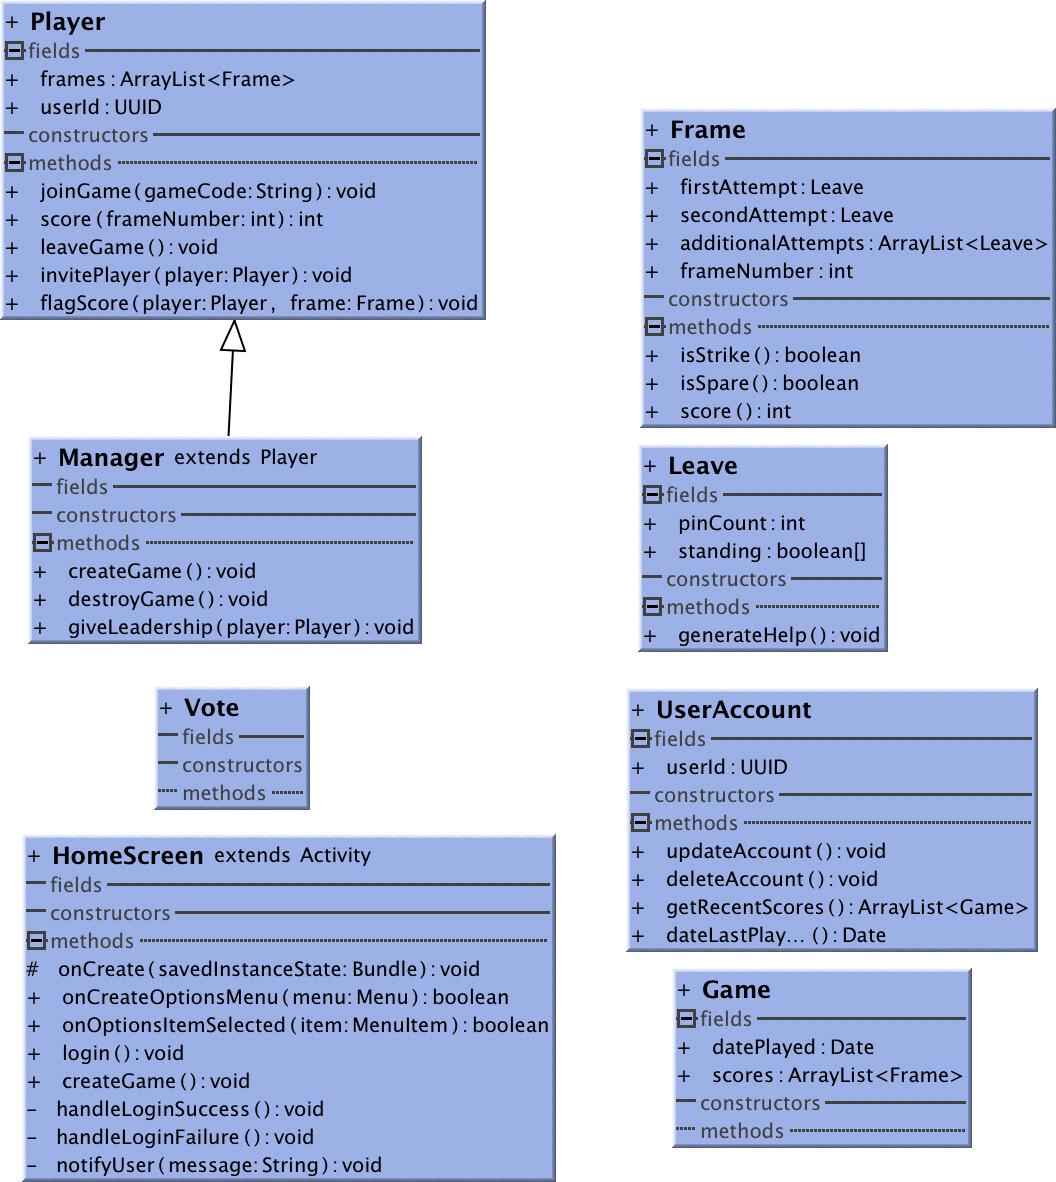 + Player
fields
+ frames : ArrayList<Frame>
+ userId : UUID
constructors
methods
+ joinGame (gameCode: String) : void
+ score (frameNumber: int) : int
+ leaveGame () : void
+ invitePlayer (player: Player) : void
+ flagScore (player: Player, frame: Frame) : void
+ Manager extends Player
fields
constructors
methods
+ createGame () : void
+ destroyGame () : void
+ giveLeadership (player: Player) : void
+ Vote
fields
constructors
methods
+ HomeScreen extends Activity
fields
constructors
methods
# onCreate (savedInstanceState: Bundle) : void
+ onCreateOptionsMenu (menu: Menu) : boolean
+ onOptionsItemSelected (item: MenuItem) : boolean
+ login () : void
+ createGame () : void
- handleLoginSuccess () : void
- handleLoginFailure () : void
- notifyUser (message: String) : void
+ Frame
fields
+ firstAttempt : Leave
+ secondAttempt : Leave
+ additionalAttempts : ArrayList<Leave>
+ frameNumber : int
constructors
methods
+ isStrike () : boolean
+ isSpare () : boolean
+ score () : int
+ Leave
fields
+ pinCount : int
+ standing : boolean[]
constructors
methods
+ generateHelp () : void
+ UserAccount
fields
+ userId : UUID
constructors
methods
+ updateAccount () : void
+ deleteAccount () : void
+ getRecentScores () : ArrayList<Game>
+ dateLastPlay... () : Date
+ Game
fields
+ datePlayed : Date
+ scores : ArrayList<Frame>
constructors
methods